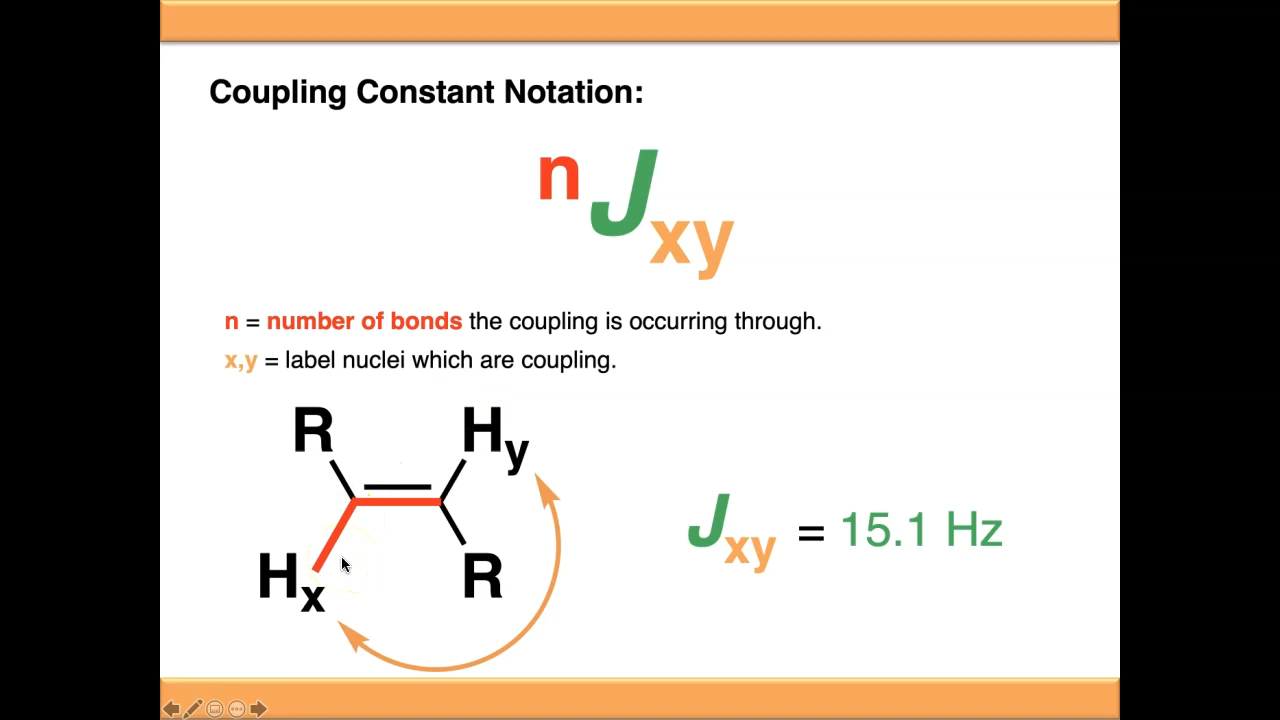 Coupling Constant Notation:
nJxy
n = number of bonds the coupling is occurring through.
x,y = label nuclei which are coupling.
R Hy
Hx R
Jxy = 15.1 Hz